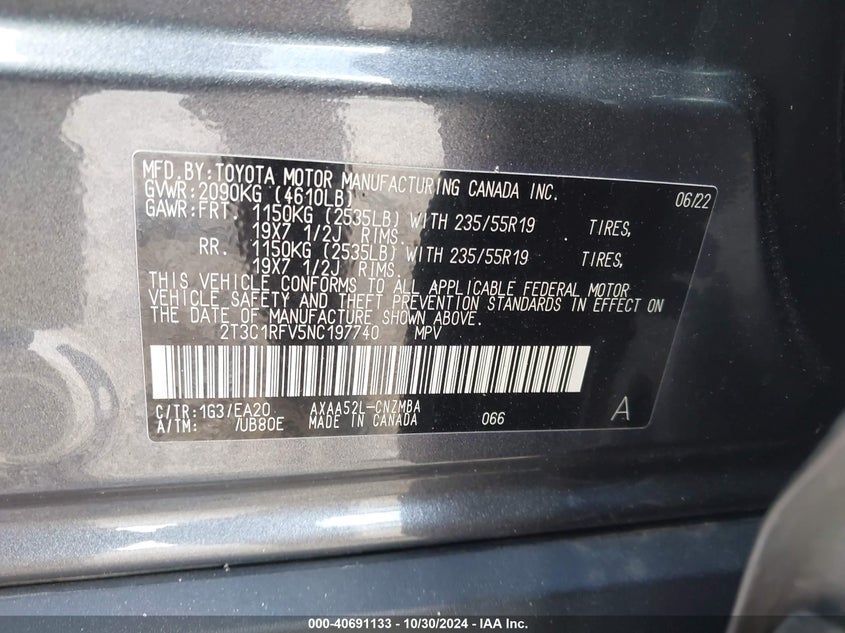 MFD.BY:TOYOTA MOTOR MANUFACTURING CANADA INC. 06/22
GVWR:2090KG (4610LB)
GAWR:FRT. 1150KG (2535LB) WITH 235/55R19 TIRES,
19X7 1/2J RIMS.
RR. 1150KG (2535LB) WITH 235/55R19 TIRES,
19X7 1/2J RIMS.
THIS VEHICLE CONFORMS TO ALL APPLICABLE FEDERAL MOTOR
VEHICLE SAFETY AND THEFT PREVENTION STANDARDS IN EFFECT ON
THE DATE OF MANUFACTURE SHOWN ABOVE.
2T3C1RFV5NC197740 MPV
C/TR:1G3/EA20 AXAA52L-CNZMBA
A/TM: /UB80E MADE IN CANADA 066 A
000-40691133 - 10/30/2024 - IAA Inc.